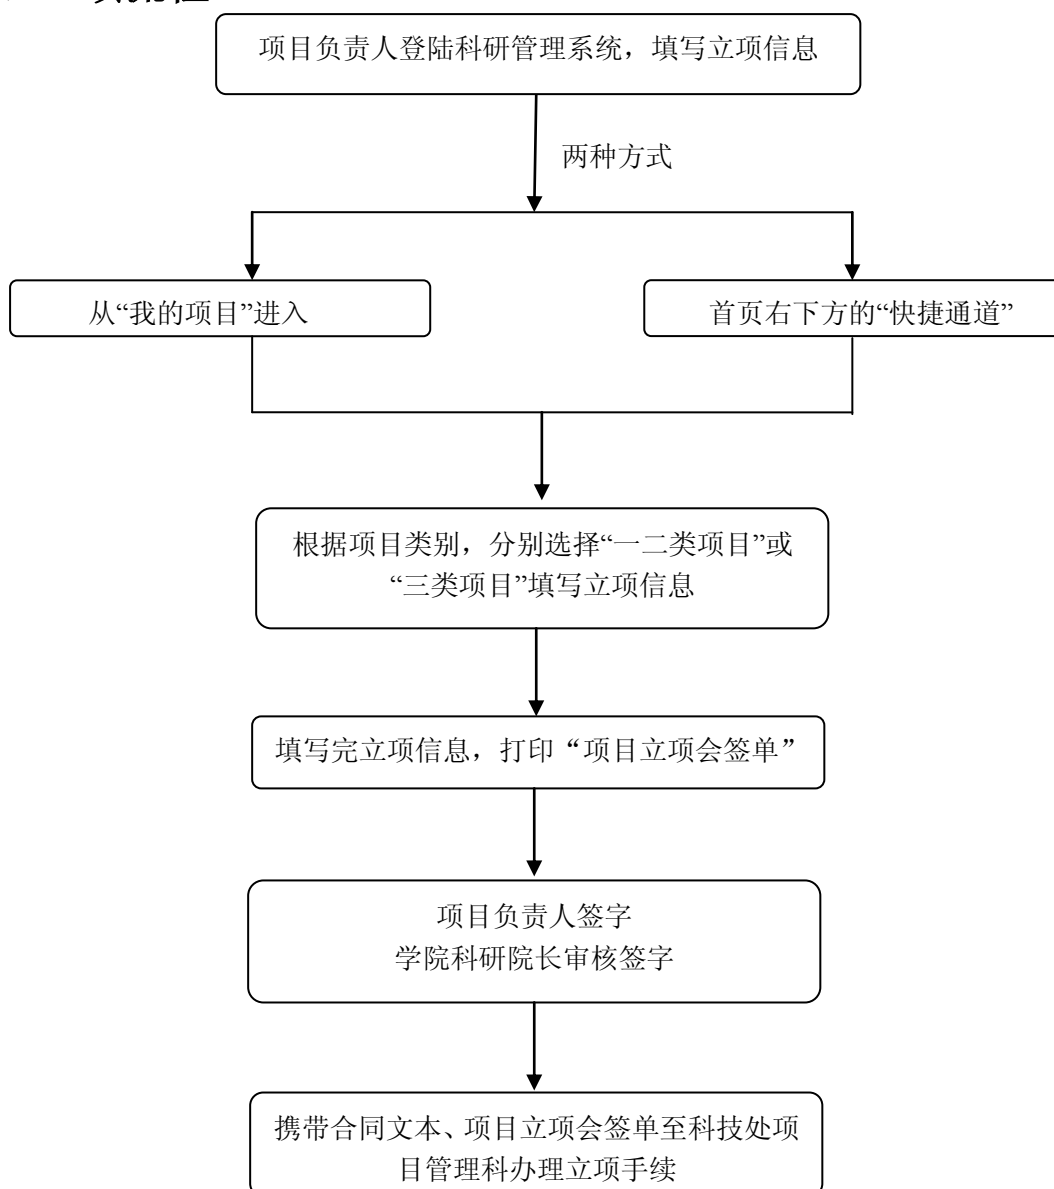 项目负责人登陆科研管理系统，填写立项信息
两种方式
从“我的项目”进入
首页右下方的“快捷通道”
根据项目类别，分别选择“一二类项目”或
“三类项目”填写立项信息
填写完立项信息，打印“项目立项会签单”
项目负责人签字
学院科研院长审核签字
携带合同文本、项目立项会签单至科技处项
目管理科办理立项手续